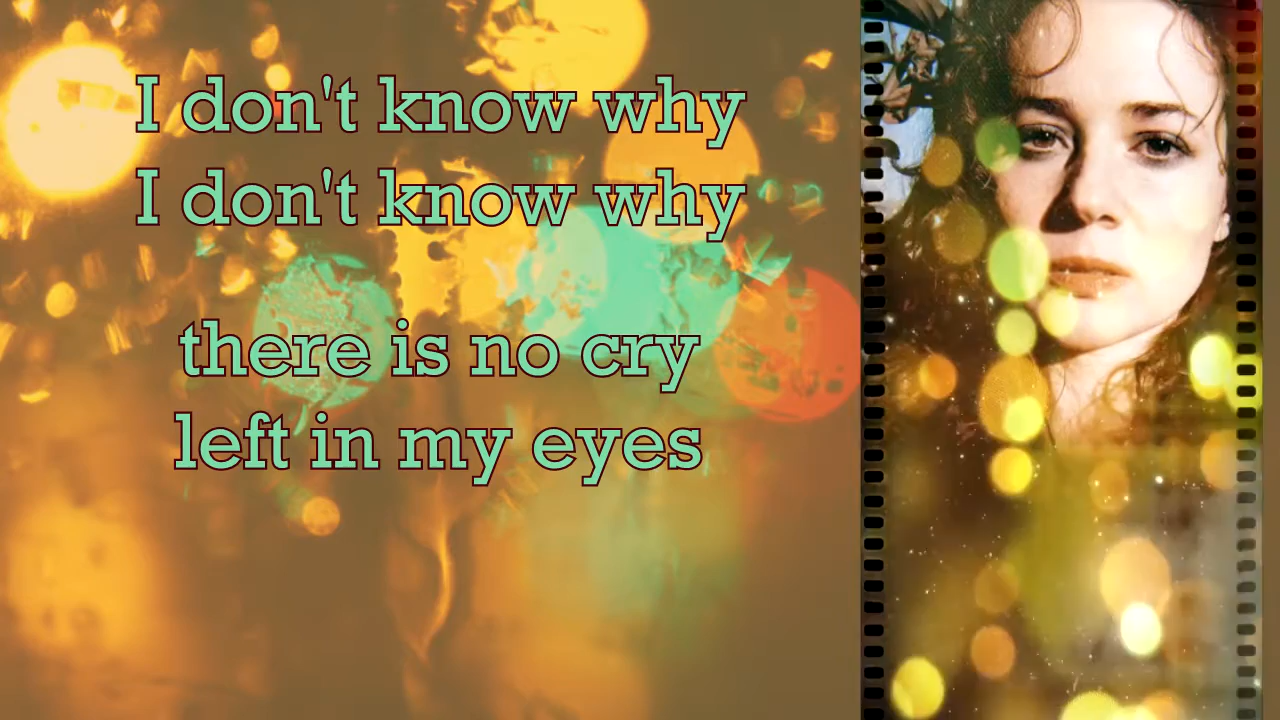 I don't know why
I don't know why
there is no cry
left in my eyes